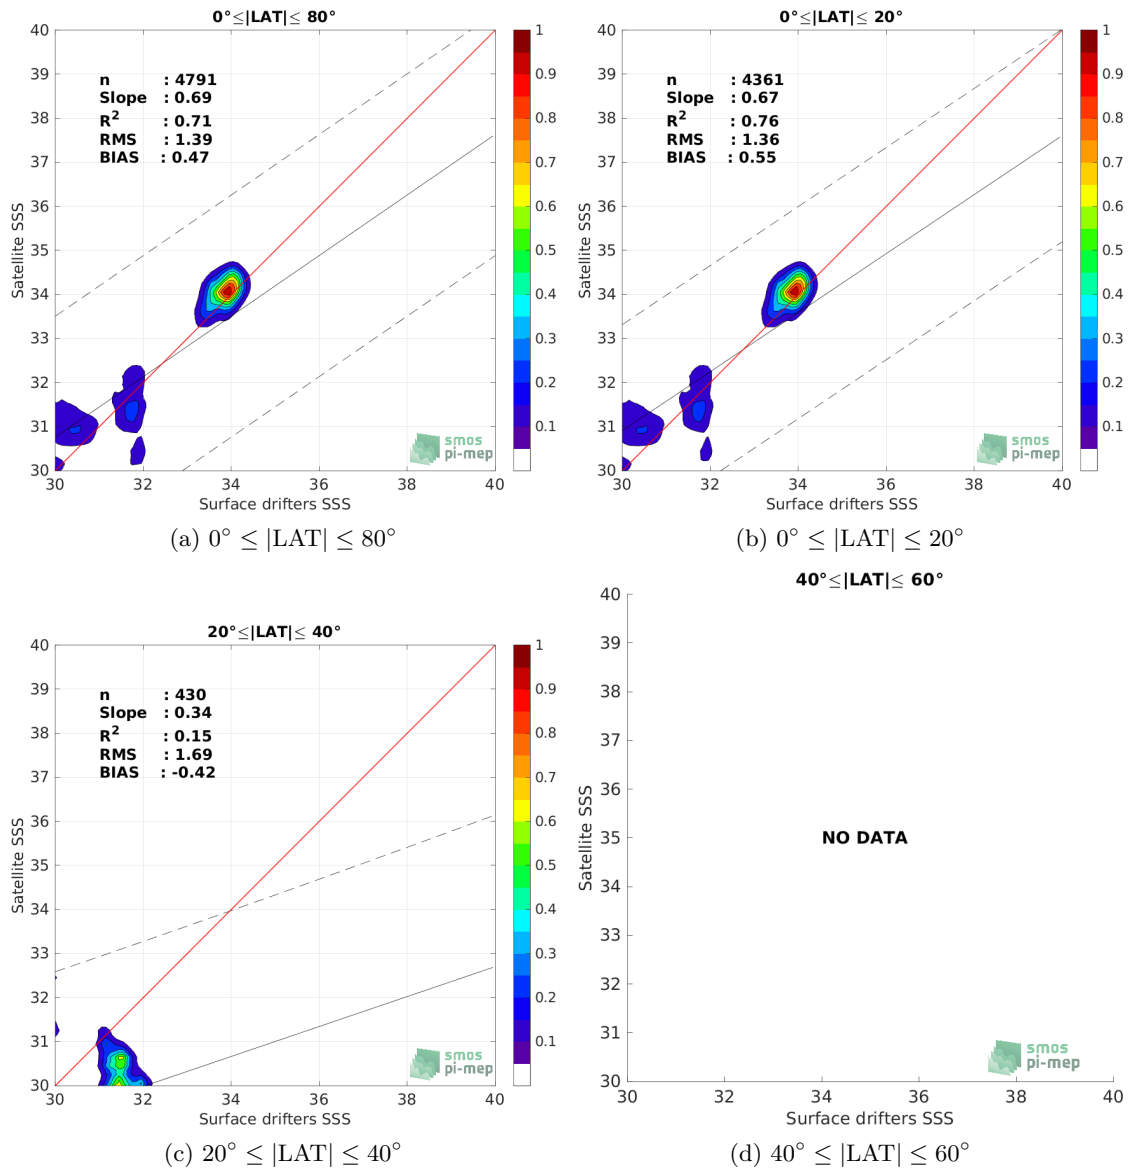 0°≤|LAT|≤ 80°
40
39
38
37
36
35
34
33
32
31
30
Satellite SSS
n : 4791
Slope : 0.69
R² : 0.71
RMS : 1.39
BIAS : 0.47
1
0.9
0.8
0.7
0.6
0.5
0.4
0.3
0.2
0.1
smos
pi-mep
30 32 34 36 38 40
Surface drifters SSS
(a) 0° ≤ |LAT| ≤ 80°
0°≤|LAT|≤ 20°
40
39
38
37
36
35
34
33
32
31
30
Satellite SSS
n : 4361
Slope : 0.67
R² : 0.76
RMS : 1.36
BIAS : 0.55
1
0.9
0.8
0.7
0.6
0.5
0.4
0.3
0.2
0.1
smos
pi-mep
30 32 34 36 38 40
Surface drifters SSS
(b) 0° ≤ |LAT| ≤ 20°
20°≤|LAT|≤ 40°
40
39
38
37
36
35
34
33
32
31
30
Satellite SSS
n : 430
Slope : 0.34
R² : 0.15
RMS : 1.69
BIAS : -0.42
1
0.9
0.8
0.7
0.6
0.5
0.4
0.3
0.2
0.1
smos
pi-mep
30 32 34 36 38 40
Surface drifters SSS
(c) 20° ≤ |LAT| ≤ 40°
40°≤|LAT|≤ 60°
40
39
38
37
36
35
34
33
32
31
30
Satellite SSS
NO DATA
smos
pi-mep
30 32 34 36 38 40
Surface drifters SSS
(d) 40° ≤ |LAT| ≤ 60°